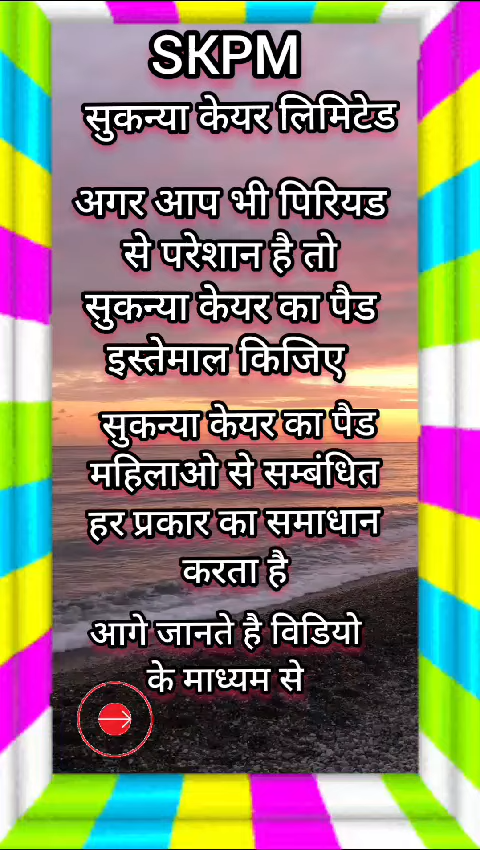 SKPM
सुकन्या केयर लिमिटेड
अगर आप भी पिरियड
से परेशान है तो
सुकन्या केयर का पैड
इस्तेमाल किजिए
सुकन्या केयर का पैड
महिलाओ से सम्बंधित
हर प्रकार का समाधान
करता है
आगे जानते है विडियो
के माध्यम से